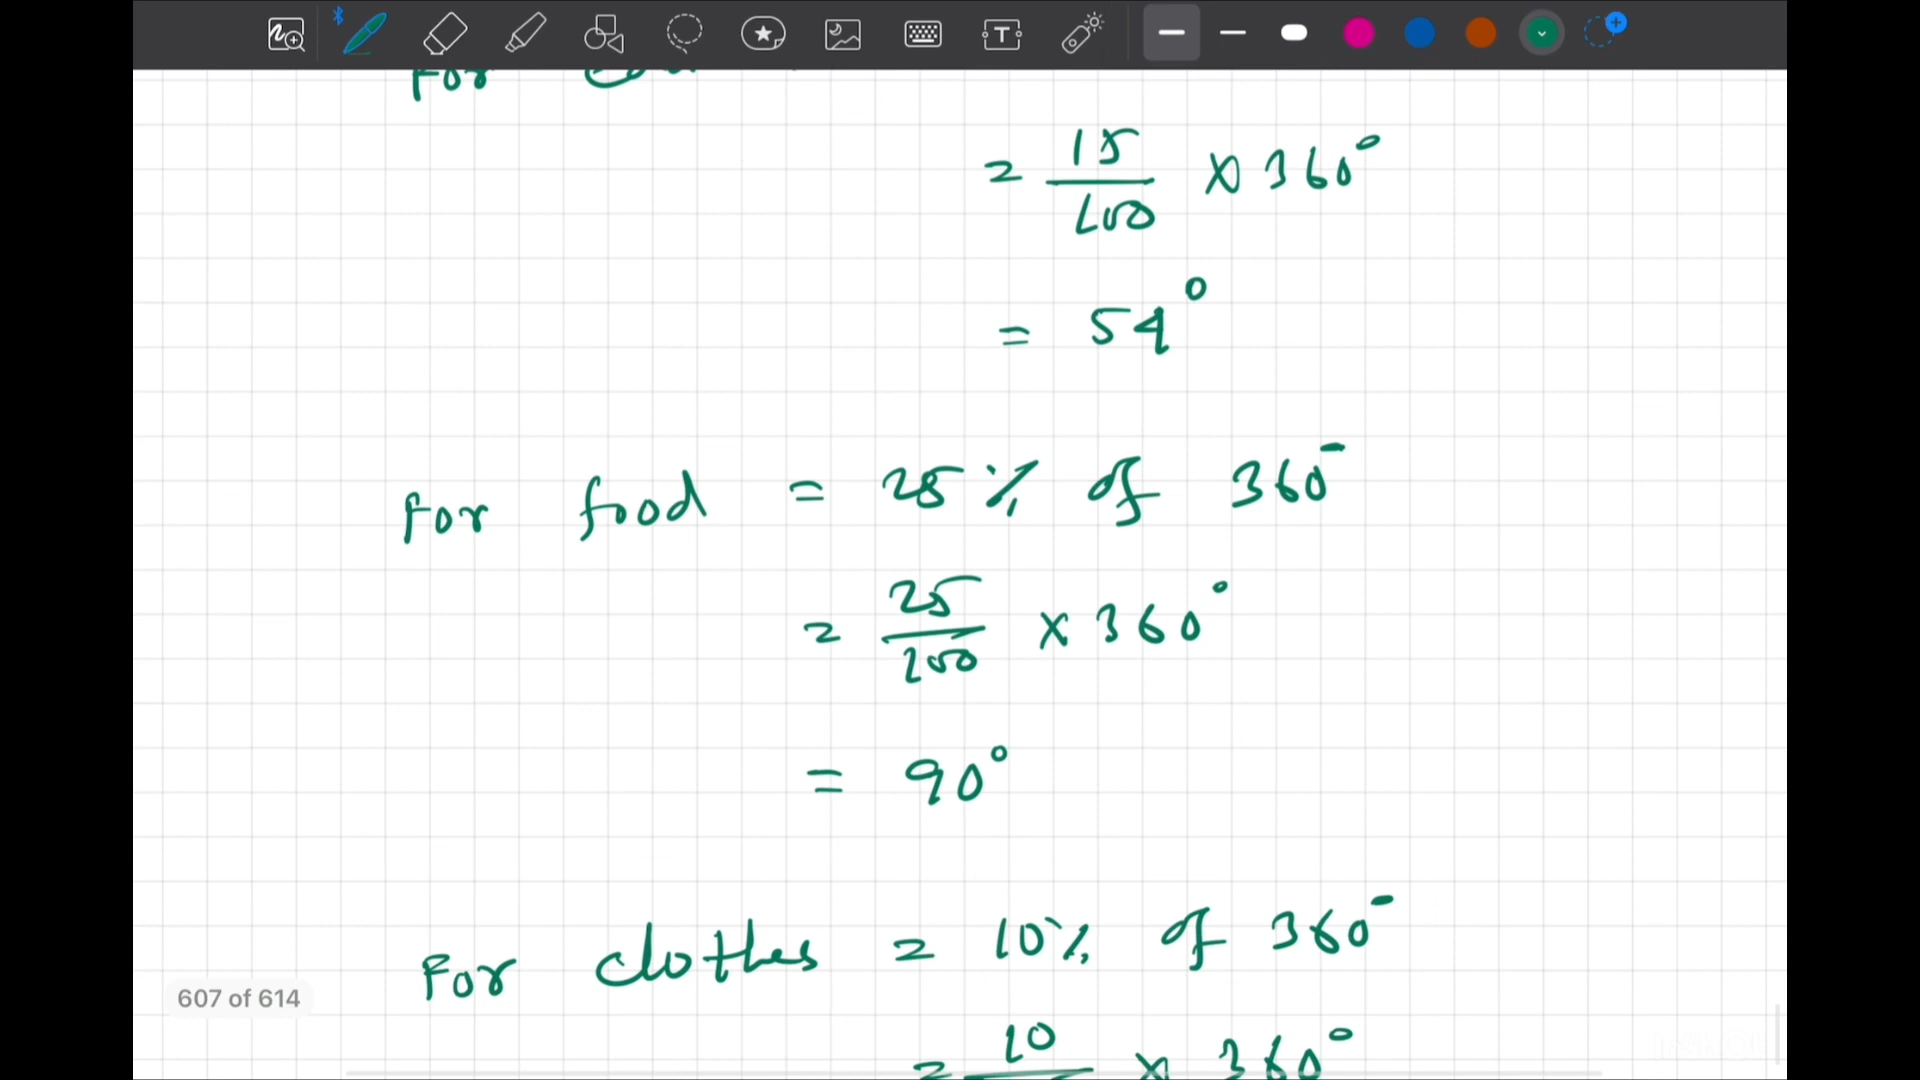 For
= 15/100 × 360°
= 54°
For food = 25% of 360°
= 25/100 × 360°
= 90°
For clothes = 10% of 360°
= 10 × 360°
607 of 614